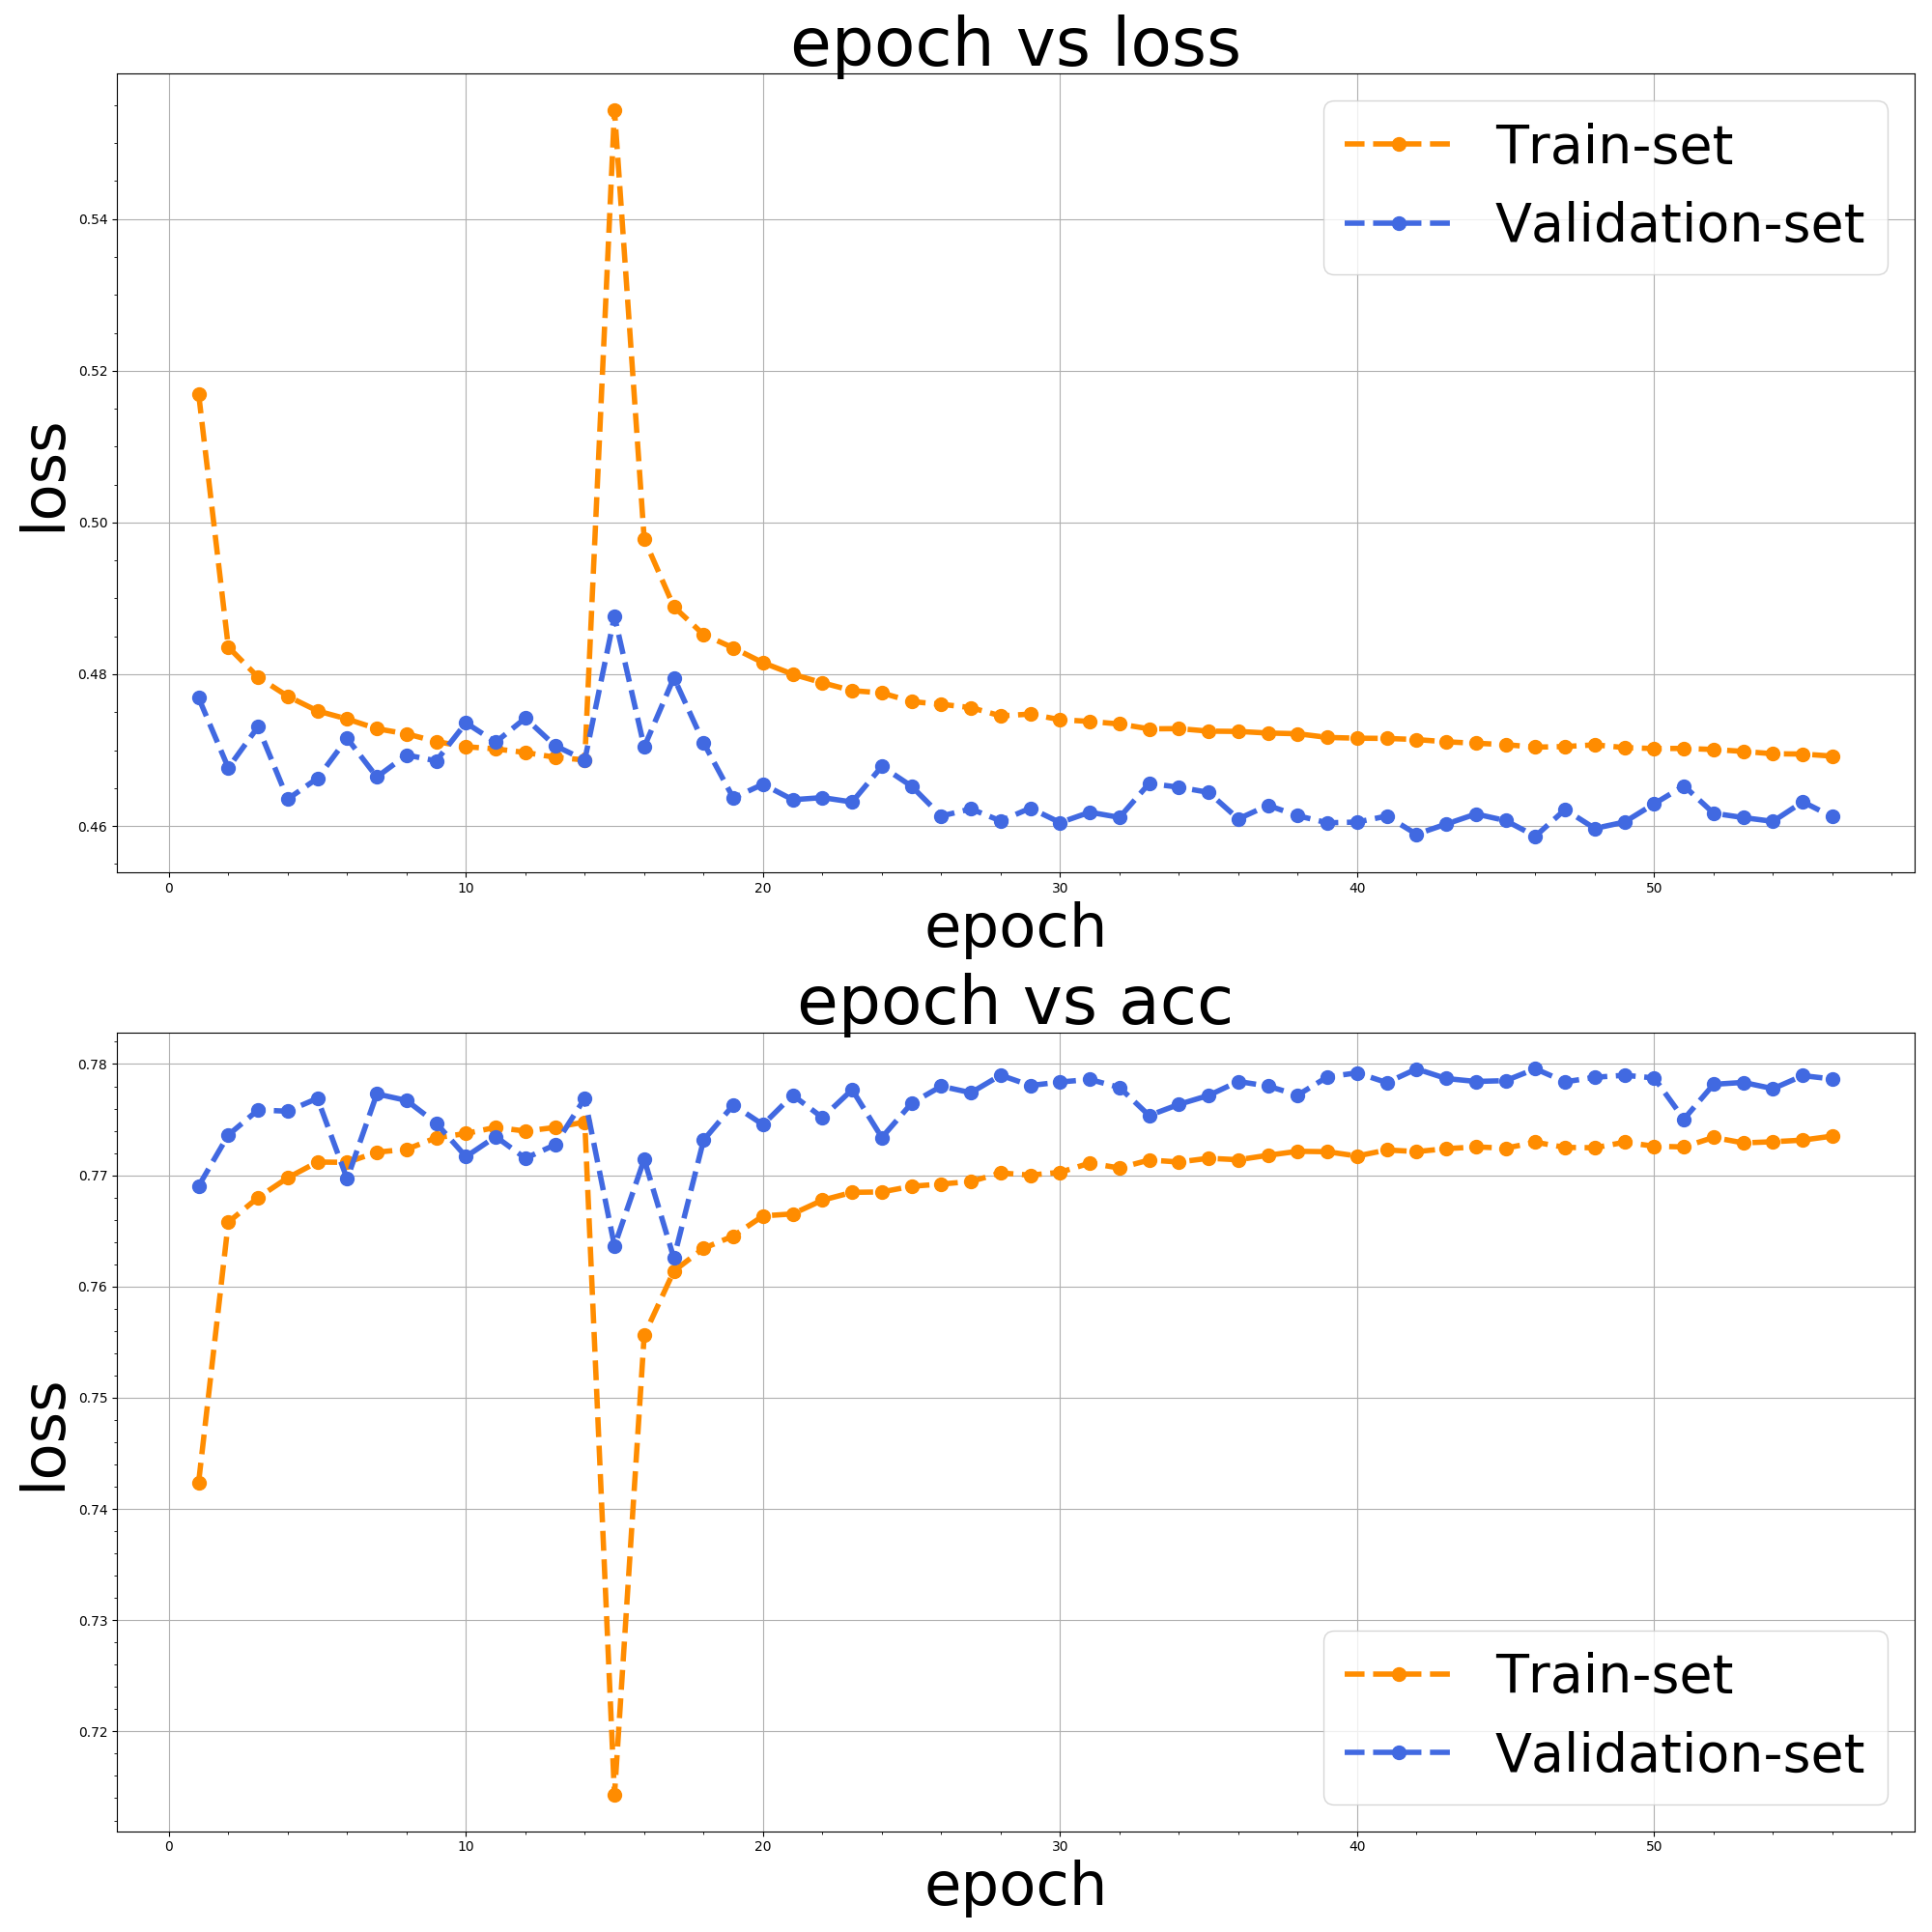 epoch vs loss
Train-set
Validation-set
0.54
0.52
0.50
0.48
0.46
loss
0 10 20 30 40 50
epoch
epoch vs acc
0.78
0.77
0.76
0.75
0.74
0.73
0.72
loss
Train-set
Validation-set
0 10 20 30 40 50
epoch